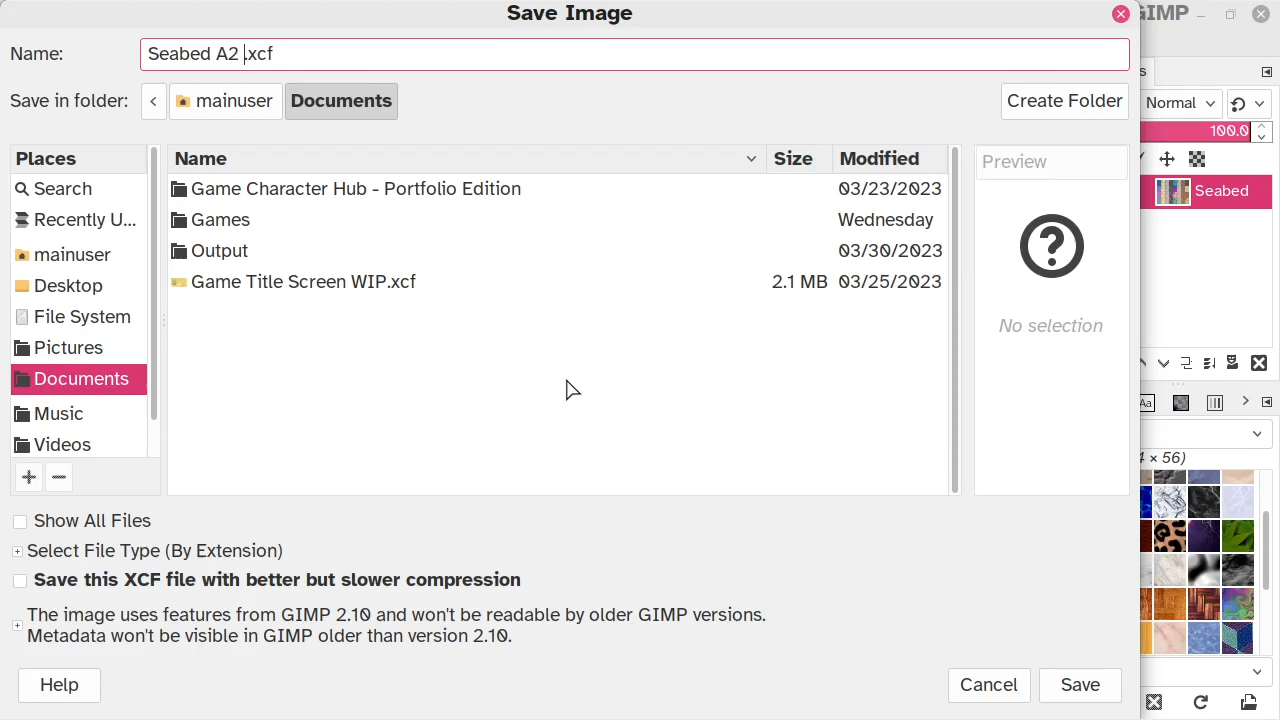 Save Image
GIMP
Name:
Seabed A2 .xcf
Save in folder:
mainuser
Documents
Create Folder
Normal
100.0
Places
Name
Size
Modified
Preview
Search
Game Character Hub - Portfolio Edition
03/23/2023
Seabed
Recently U...
Games
Wednesday
mainuser
Output
03/30/2023
Desktop
Game Title Screen WIP.xcf
2.1 MB
03/25/2023
File System
No selection
Pictures
Documents
Music
Aa
Videos
× 56)
Show All Files
Select File Type (By Extension)
Save this XCF file with better but slower compression
The image uses features from GIMP 2.10 and won't be readable by older GIMP versions.
Metadata won't be visible in GIMP older than version 2.10.
Help
Cancel
Save